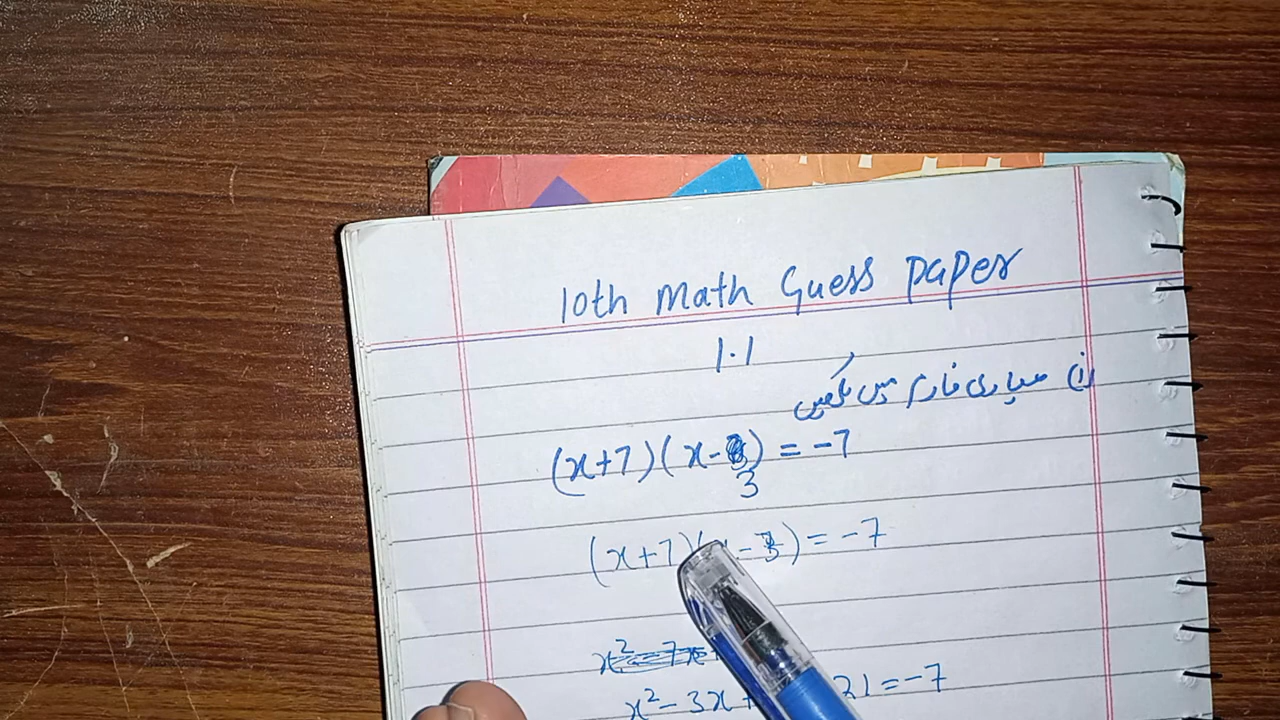 10th Math Guess Paper
1.1
(i) معیاری فارم میں لکھیں
(x+7)(x-3) = -7
3
(x+7)(x-3) = -7
x² - 3x + 21 = -7